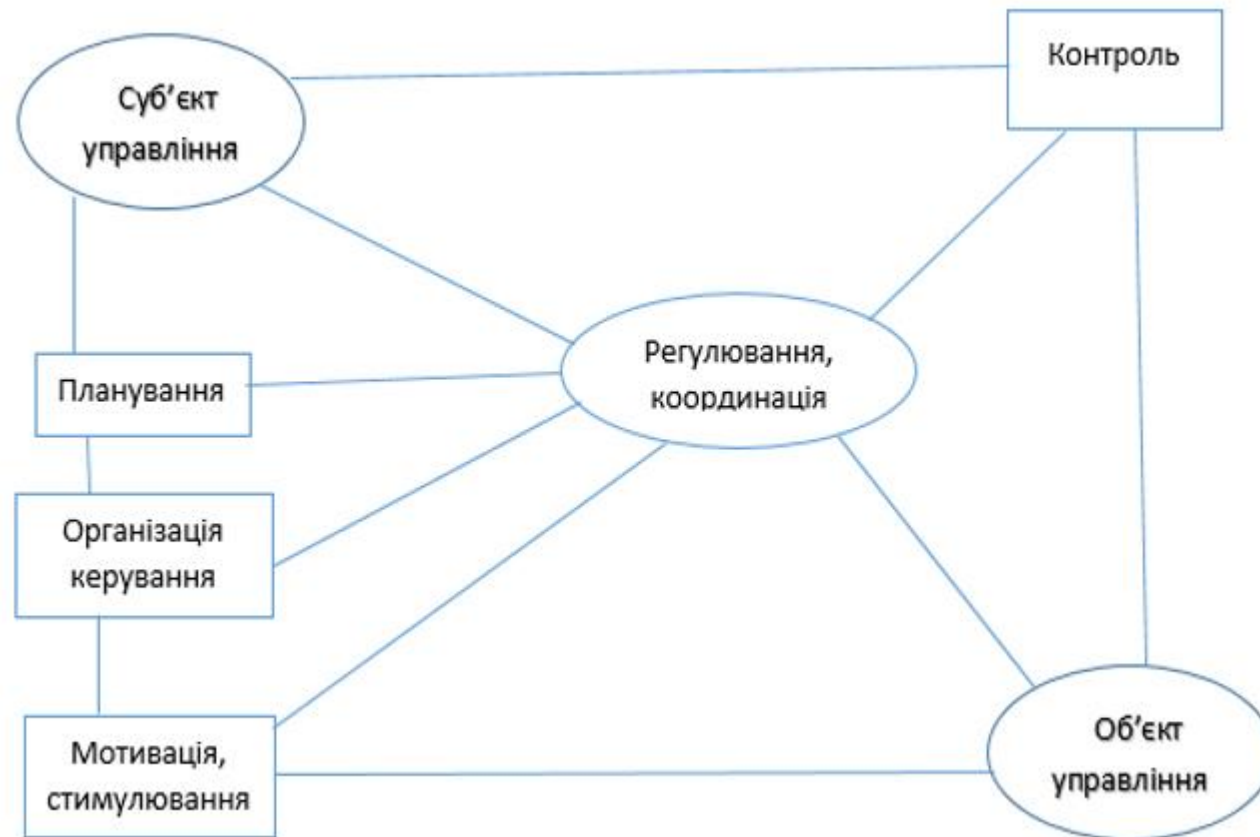 Суб’єкт
управління
Контроль
Регулювання,
координація
Планування
Організація
керування
Мотивація,
стимулювання
Об’єкт
управління